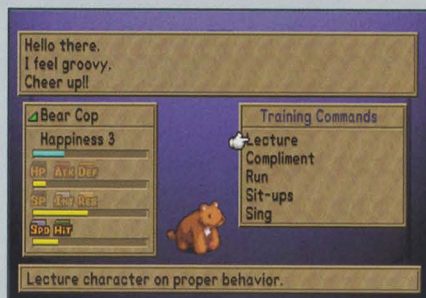 Hello there.
I feel groovy.
Cheer up!!
Bear Cop
Happiness 3
HP ATK DEF
SP INT RES
SPD HIT
Training Commands
Lecture
Compliment
Run
Sit-ups
Sing
Lecture character on proper behavior.